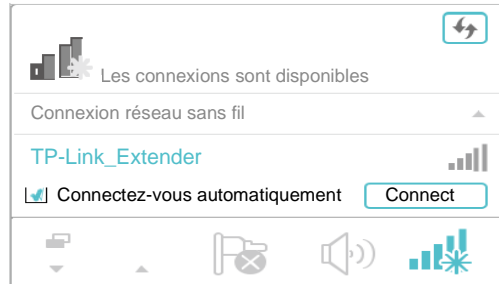 Les connexions sont disponibles
Connexion réseau sans fil
TP-Link_Extender
Connectez-vous automatiquement
Connect